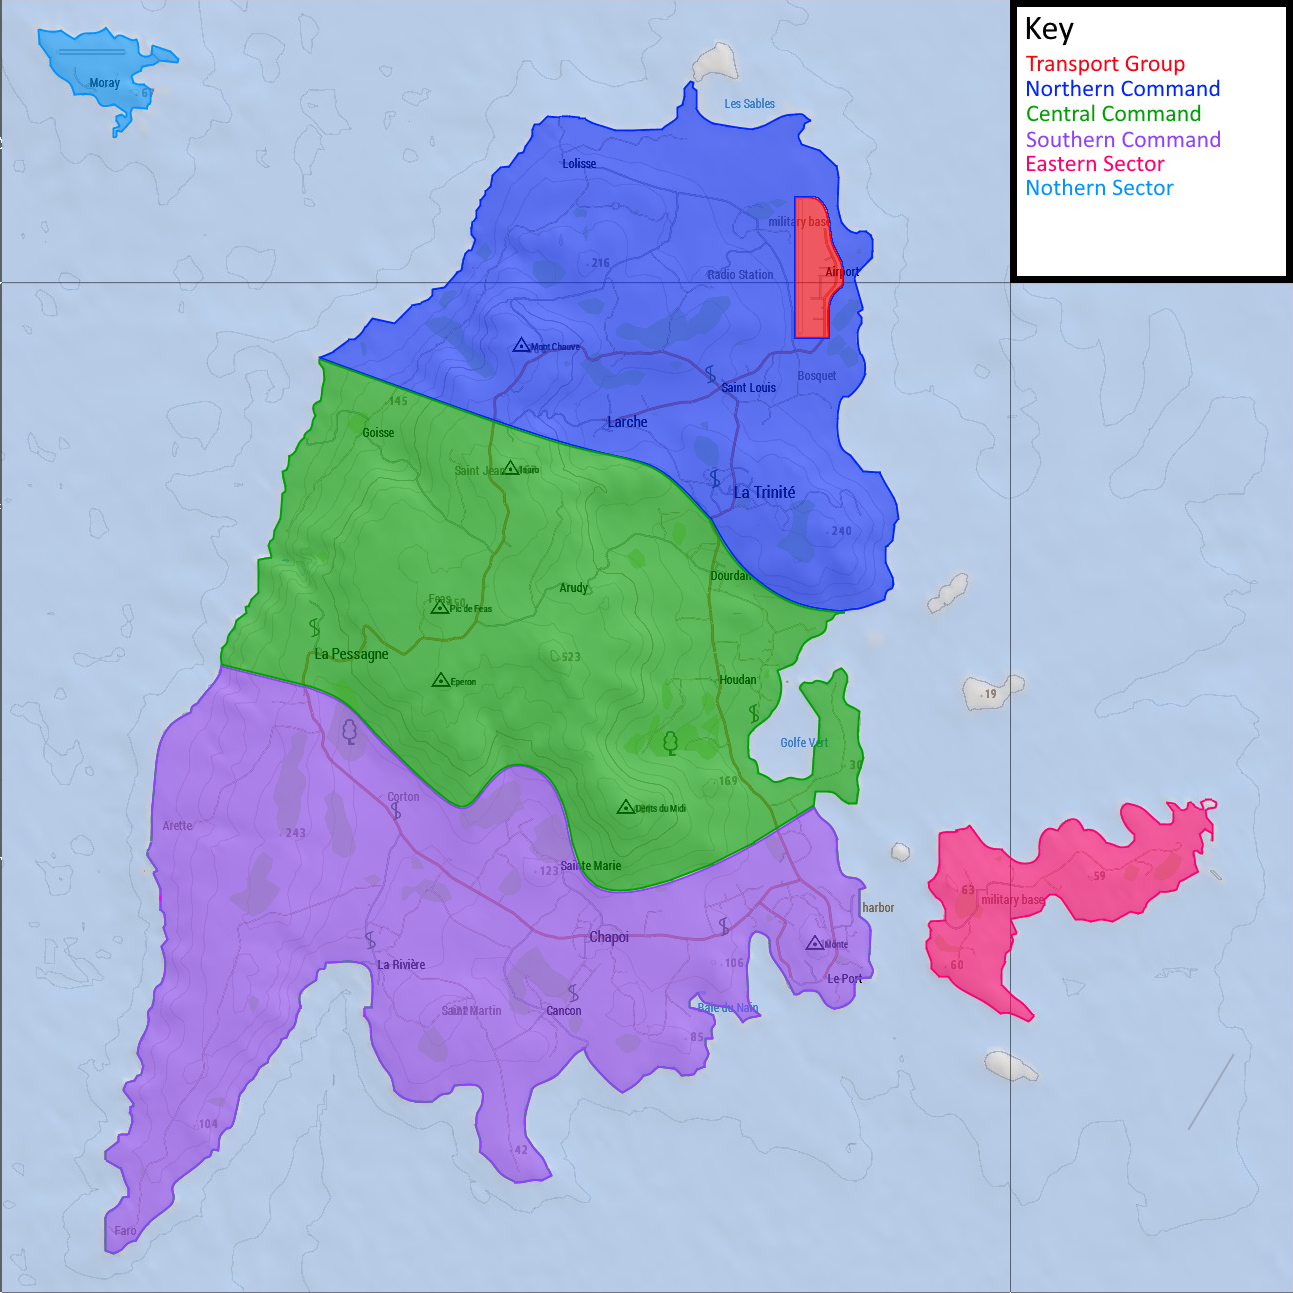 Key
Transport Group
Northern Command
Central Command
Southern Command
Eastern Sector
Nothern Sector
Moray
Les Sables
Lolisse
military base
216
Radio Station
Airport
Mont Chauve
Bosquet
Saint Louis
145
Larche
Goisse
Saint Jean
La Trinité
240
Dourdan
Arudy
Feas
Pic de Feas
La Pessagne
523
Houdan
Eperon
19
Golfe Vert
30
169
Corton
Dents du Midi
Arette
243
Sainte Marie
123
59
63
military base
harbor
Chapoi
Monte
La Rivière
106
60
Le Port
Saint Martin
Cancon
Baie du Nain
85
104
42
Faro